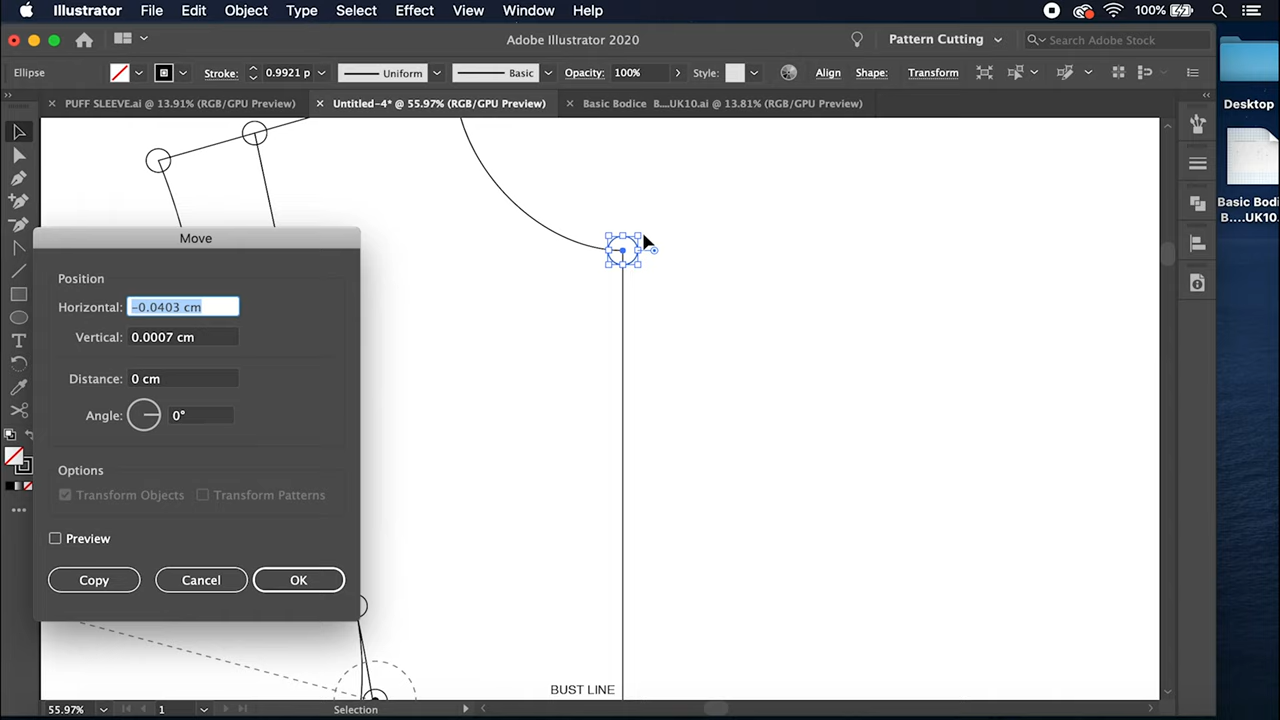 Illustrator File Edit Object Type Select Effect View Window Help 100%
Adobe Illustrator 2020 Pattern Cutting Search Adobe Stock
Ellipse Stroke: 0.9921 p Uniform Basic Opacity: 100% Style: Align Shape: Transform
PUFF SLEEVE.ai @ 13.91% (RGB/GPU Preview) Untitled-4* @ 55.97% (RGB/GPU Preview) Basic Bodice B....UK10.ai @ 13.81% (RGB/GPU Preview)
Desktop
Basic Bodi
B....UK10.
Move
Position
Horizontal: -0.0403 cm
Vertical: 0.0007 cm
Distance: 0 cm
Angle: 0°
Options
Transform Objects Transform Patterns
Preview
Copy Cancel OK
BUST LINE
55.97% 1 Selection